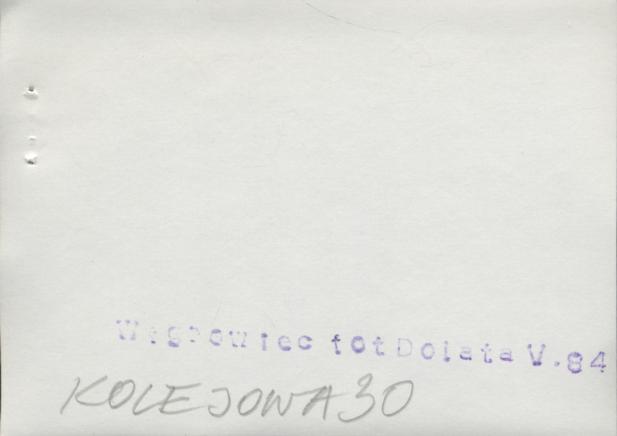 Wągrowiec fot Dolata V.84
KOLEJOWA 30